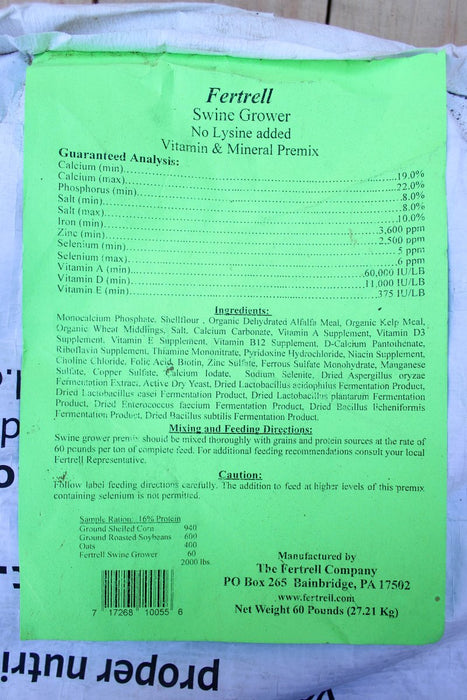 Fertrell
Swine Grower
No Lysine added
Vitamin & Mineral Premix
Guaranteed Analysis:
Calcium (min)..........19.0%
Calcium (max)..........22.0%
Phosphorus (min)..........8.0%
Salt (min)..........8.0%
Salt (max)..........10.0%
Iron (min)..........3,600 ppm
Zinc (min)..........2,500 ppm
Selenium (min)..........5 ppm
Selenium (max)..........6 ppm
Vitamin A (min)..........60,000 IU/LB
Vitamin D (min)..........11,000 IU/LB
Vitamin E (min)..........375 IU/LB
Ingredients:
Monocalcium Phosphate, Shellflour , Organic Dehydrated Alfalfa Meal, Organic Kelp Meal,
Organic Wheat Middlings, Salt, Calcium Carbonate, Vitamin A Supplement, Vitamin D3
Supplement, Vitamin E Supplement, Vitamin B12 Supplement, D-Calcium Pantothenate,
Riboflavin Supplement, Thiamine Mononitrate, Pyridoxine Hydrochloride, Niacin Supplement,
Choline Chloride, Folic Acid, Biotin, Zinc Sulfate, Ferrous Sulfate Monohydrate, Manganese
Sulfate, Copper Sulfate, Calcium Iodate, Sodium Selenite, Dried Aspergillus oryzae
Fermentation Extract, Active Dry Yeast, Dried Lactobacillus acidophilus Fermentation Product,
Dried Lactobacillus casei Fermentation Product, Dried Lactobacillus plantarum Fermentation
Product, Dried Enterococcus faecium Fermentation Product, Dried Bacillus licheniformis
Fermentation Product, Dried Bacillus subtilis Fermentation Product.
Mixing and Feeding Directions:
Swine grower premix should be mixed thoroughly with grains and protein sources at the rate of
60 pounds per ton of complete feed. For additional feeding recommendations consult your local
Fertrell Representative.
Caution:
Follow label feeding directions carefully. The addition to feed at higher levels of this premix
containing selenium is not permitted.
Sample Ration: 16% Protein
Ground Shelled Corn 940
Ground Roasted Soybeans 600
Oats 400
Fertrell Swine Grower 60
2000 lbs.
7 17268 10055 6
Manufactured by
The Fertrell Company
PO Box 265 Bainbridge, PA 17502
www.fertrell.com
Net Weight 60 Pounds (27.21 Kg)
proper nutri